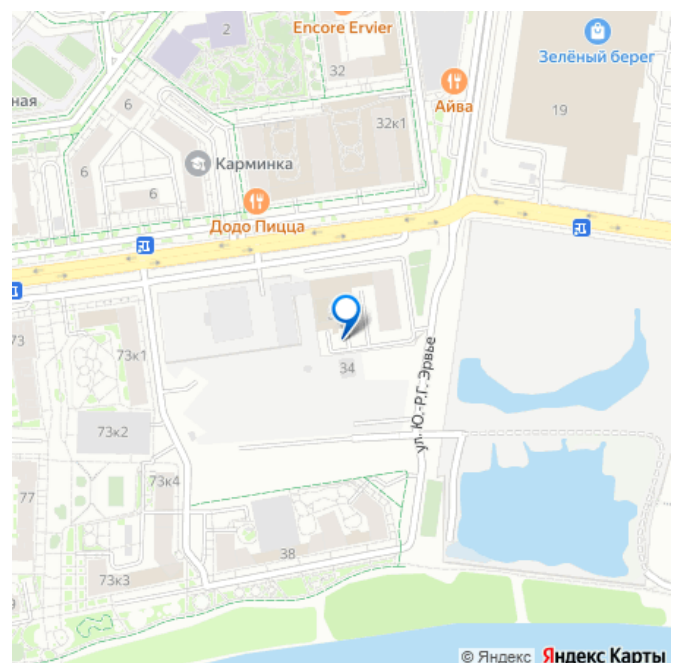 Encore Ervier
2
Зелёный берег
32
Айва
ная
6
32к1
19
6
Карминка
6
Додо Пицца
73
73к1
34
ул. Ю.-Р.Г. Эрвье
73к2
73к4
77
38
73к3
© Яндекс Яндекс Карты